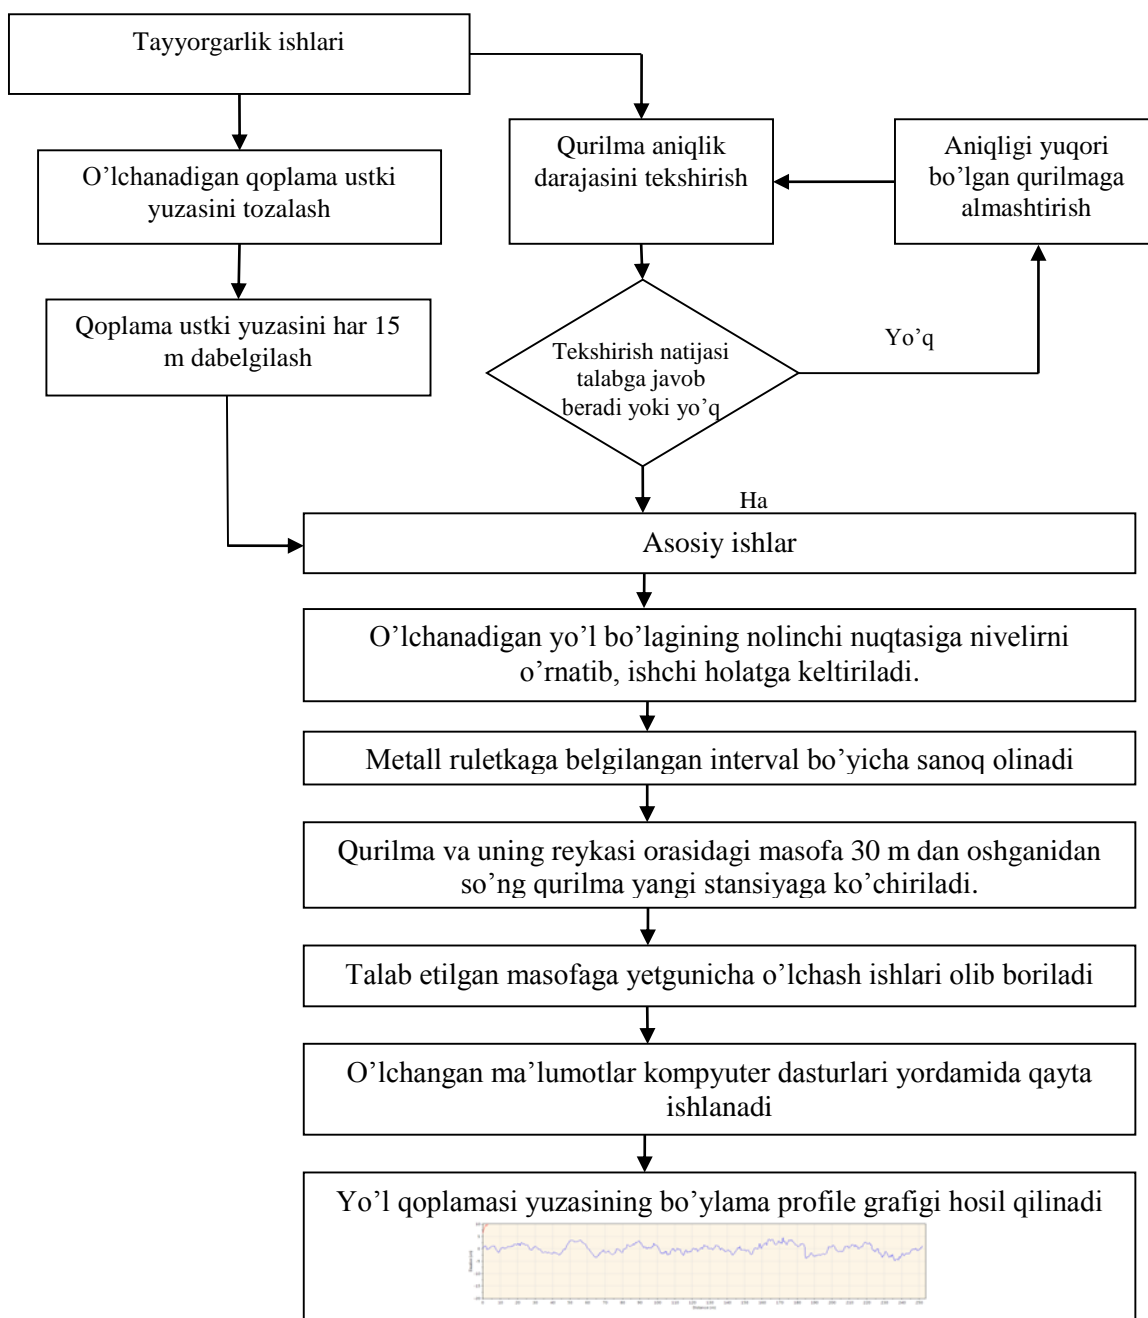 Tayyorgarlik ishlari
O’lchanadigan qoplama ustki
yuzasini tozalash
Qoplama ustki yuzasini har 15
m dabelgilash
Qurilma aniqlik
darajasini tekshirish
Aniqligi yuqori
bo’lgan qurilmaga
almashtirish
Tekshirish natijasi
talabga javob
beradi yoki yo’q
Yo’q
Ha
Asosiy ishlar
O’lchanadigan yo’l bo’lagining nolinchi nuqtasiga nivelirni
o’rnatib, ishchi holatga keltiriladi.
Metall ruletkaga belgilangan interval bo’yicha sanoq olinadi
Qurilma va uning reykasi orasidagi masofa 30 m dan oshganidan
so’ng qurilma yangi stansiyaga ko’chiriladi.
Talab etilgan masofaga yetgunicha o’lchash ishlari olib boriladi
O’lchangan ma’lumotlar kompyuter dasturlari yordamida qayta
ishlanadi
Yo’l qoplamasi yuzasining bo’ylama profile grafigi hosil qilinadi